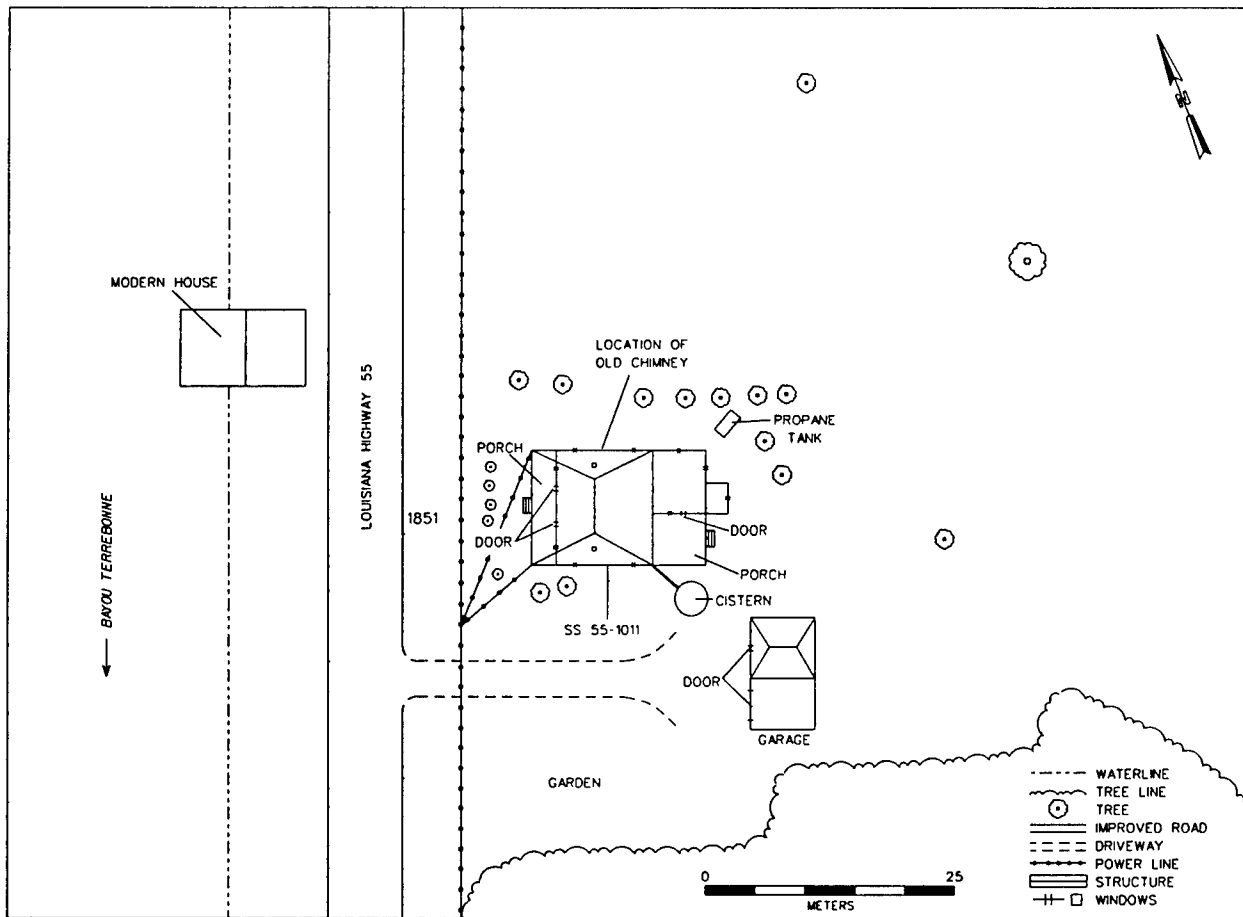 N
MODERN HOUSE
LOCATION OF
OLD CHIMNEY
LOUISIANA HIGHWAY 55
PROPANE
TANK
PORCH
1851
DOOR
DOOR
BAYOU TERREBONNE
PORCH
CISTERN
SS 55-1011
DOOR
GARAGE
GARDEN
WATERLINE
TREE LINE
TREE
IMPROVED ROAD
DRIVEWAY
POWER LINE
STRUCTURE
WINDOWS
0 25
METERS